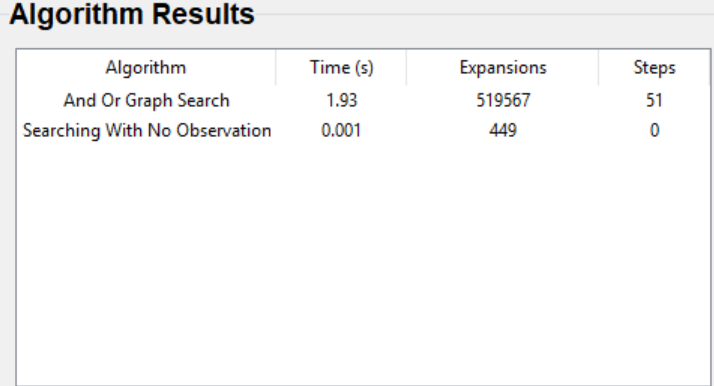 Algorithm Results
Algorithm Time (s) Expansions Steps
And Or Graph Search 1.93 519567 51
Searching With No Observation 0.001 449 0